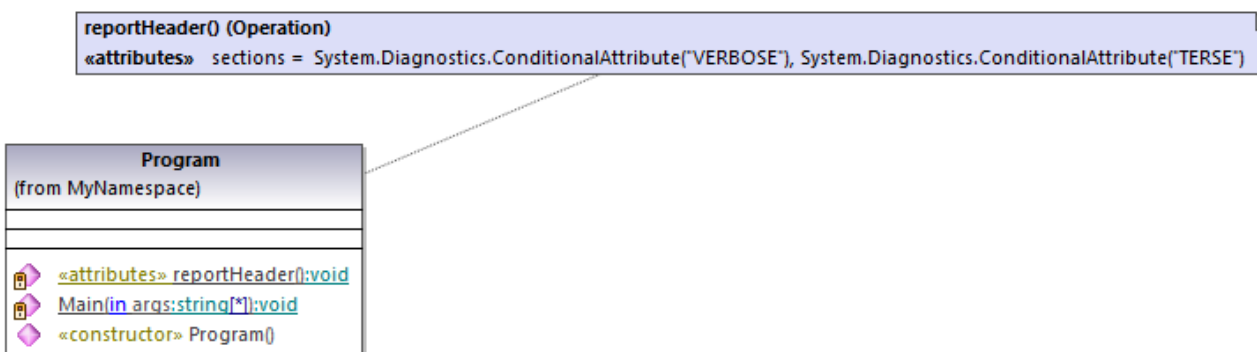 reportHeader() (Operation)
«attributes» sections = System.Diagnostics.ConditionalAttribute("VERBOSE"), System.Diagnostics.ConditionalAttribute("TERSE")
Program
(from MyNamespace)
«attributes» reportHeader():void
Main(in args:string[*]):void
«constructor» Program()